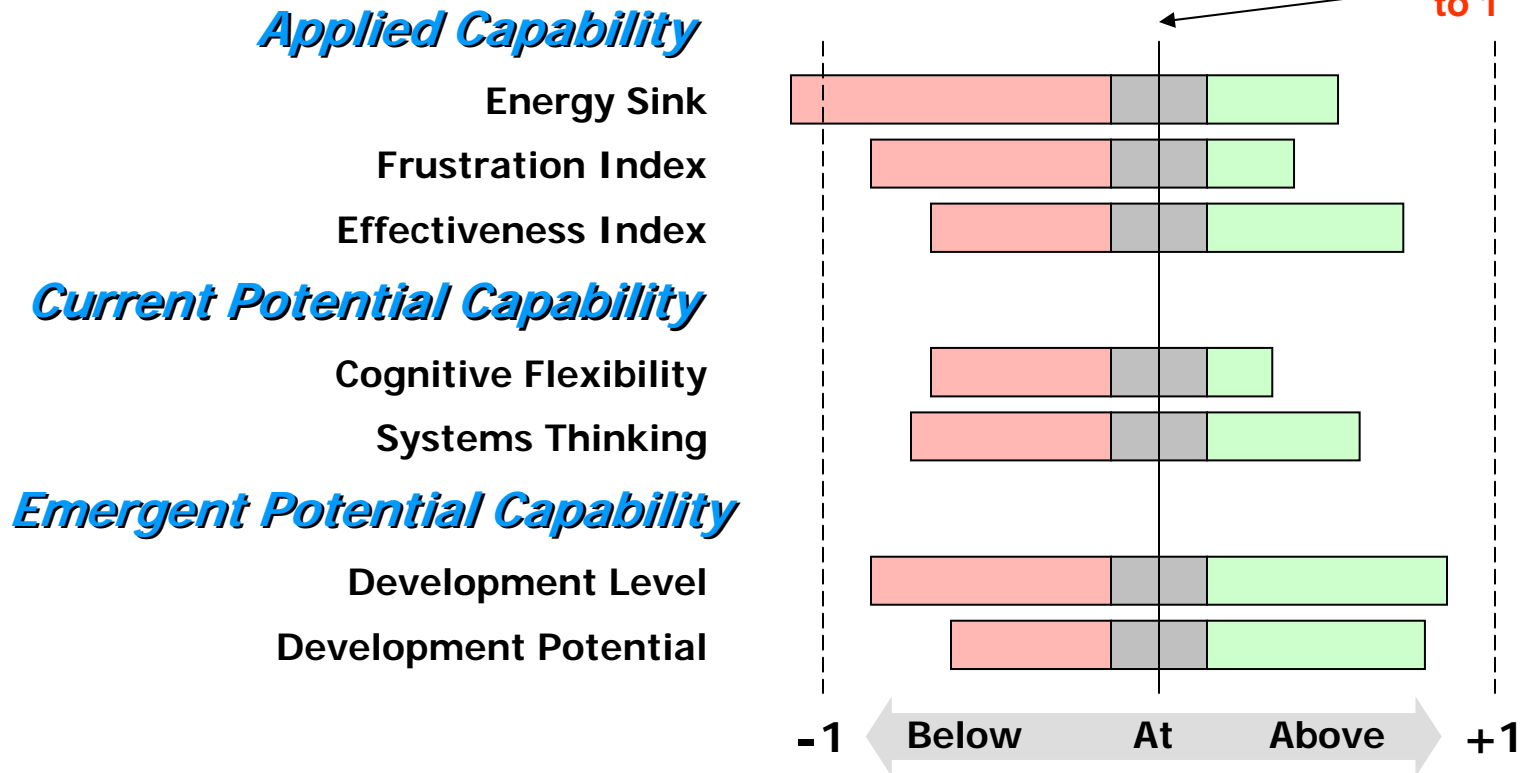 to 1
Applied Capability
Energy Sink
Frustration Index
Effectiveness Index
Current Potential Capability
Cognitive Flexibility
Systems Thinking
Emergent Potential Capability
Development Level
Development Potential
-1 Below At Above +1